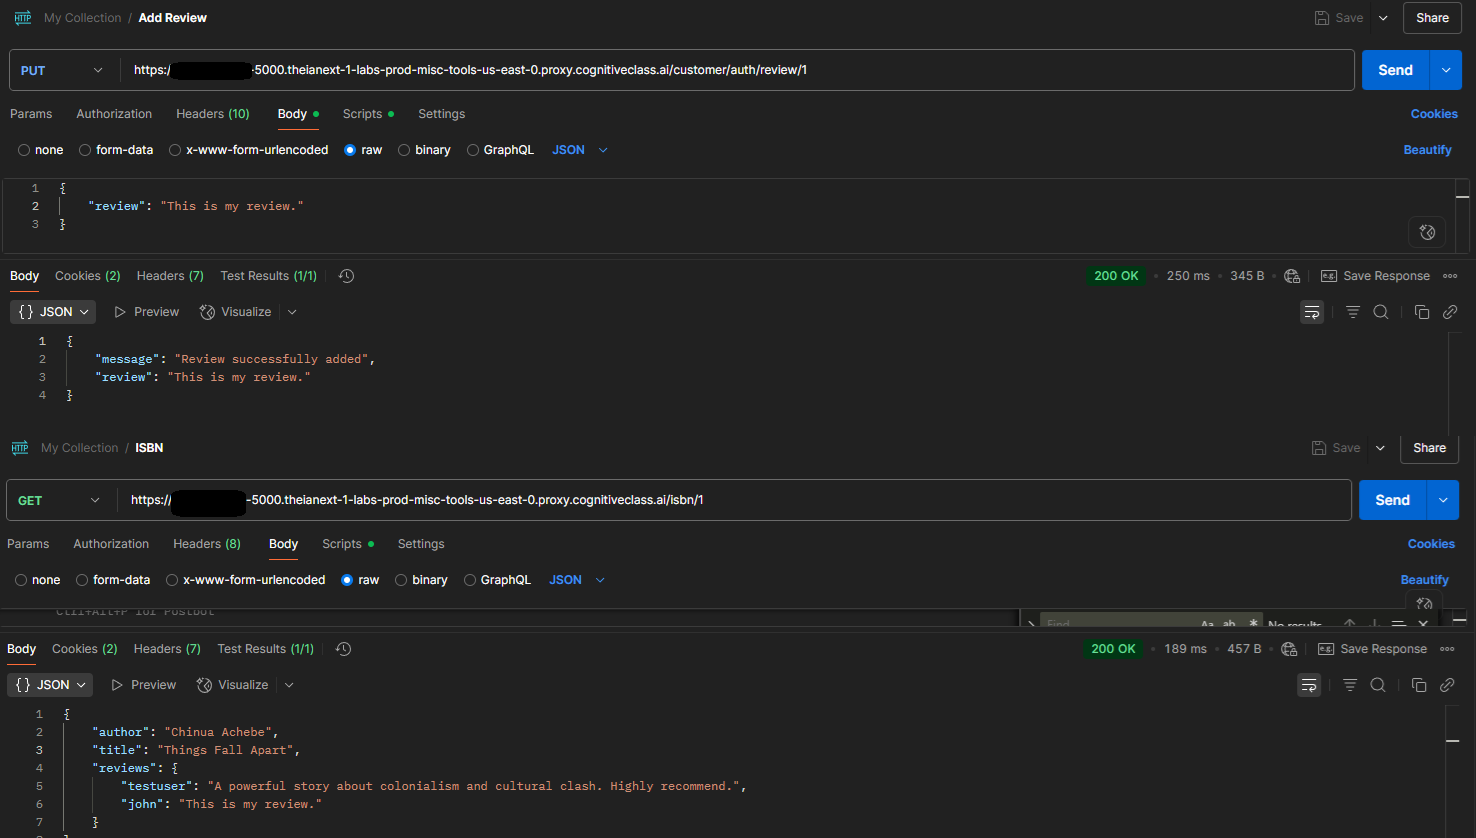 HTTP My Collection / Add Review Save Share
PUT https:/ -5000.theianext-1-labs-prod-misc-tools-us-east-0.proxy.cognitiveclass.ai/customer/auth/review/1 Send
Params Authorization Headers (10) Body Scripts Settings Cookies
none form-data x-www-form-urlencoded raw binary GraphQL JSON Beautify
1 {
2 "review": "This is my review."
3 }
Body Cookies (2) Headers (7) Test Results (1/1) 200 OK 250 ms 345 B e.g. Save Response
{} JSON Preview Visualize
1 {
2 "message": "Review successfully added",
3 "review": "This is my review."
4 }
HTTP My Collection / ISBN Save Share
GET https:// -5000.theianext-1-labs-prod-misc-tools-us-east-0.proxy.cognitiveclass.ai/isbn/1 Send
Params Authorization Headers (8) Body Scripts Settings Cookies
none form-data x-www-form-urlencoded raw binary GraphQL JSON Beautify
Ctrl+Alt+P for Postbot
Find Aa ab * No results
Body Cookies (2) Headers (7) Test Results (1/1) 200 OK 189 ms 457 B e.g. Save Response
{} JSON Preview Visualize
1 {
2 "author": "Chinua Achebe",
3 "title": "Things Fall Apart",
4 "reviews": {
5 "testuser": "A powerful story about colonialism and cultural clash. Highly recommend.",
6 "john": "This is my review."
7 }